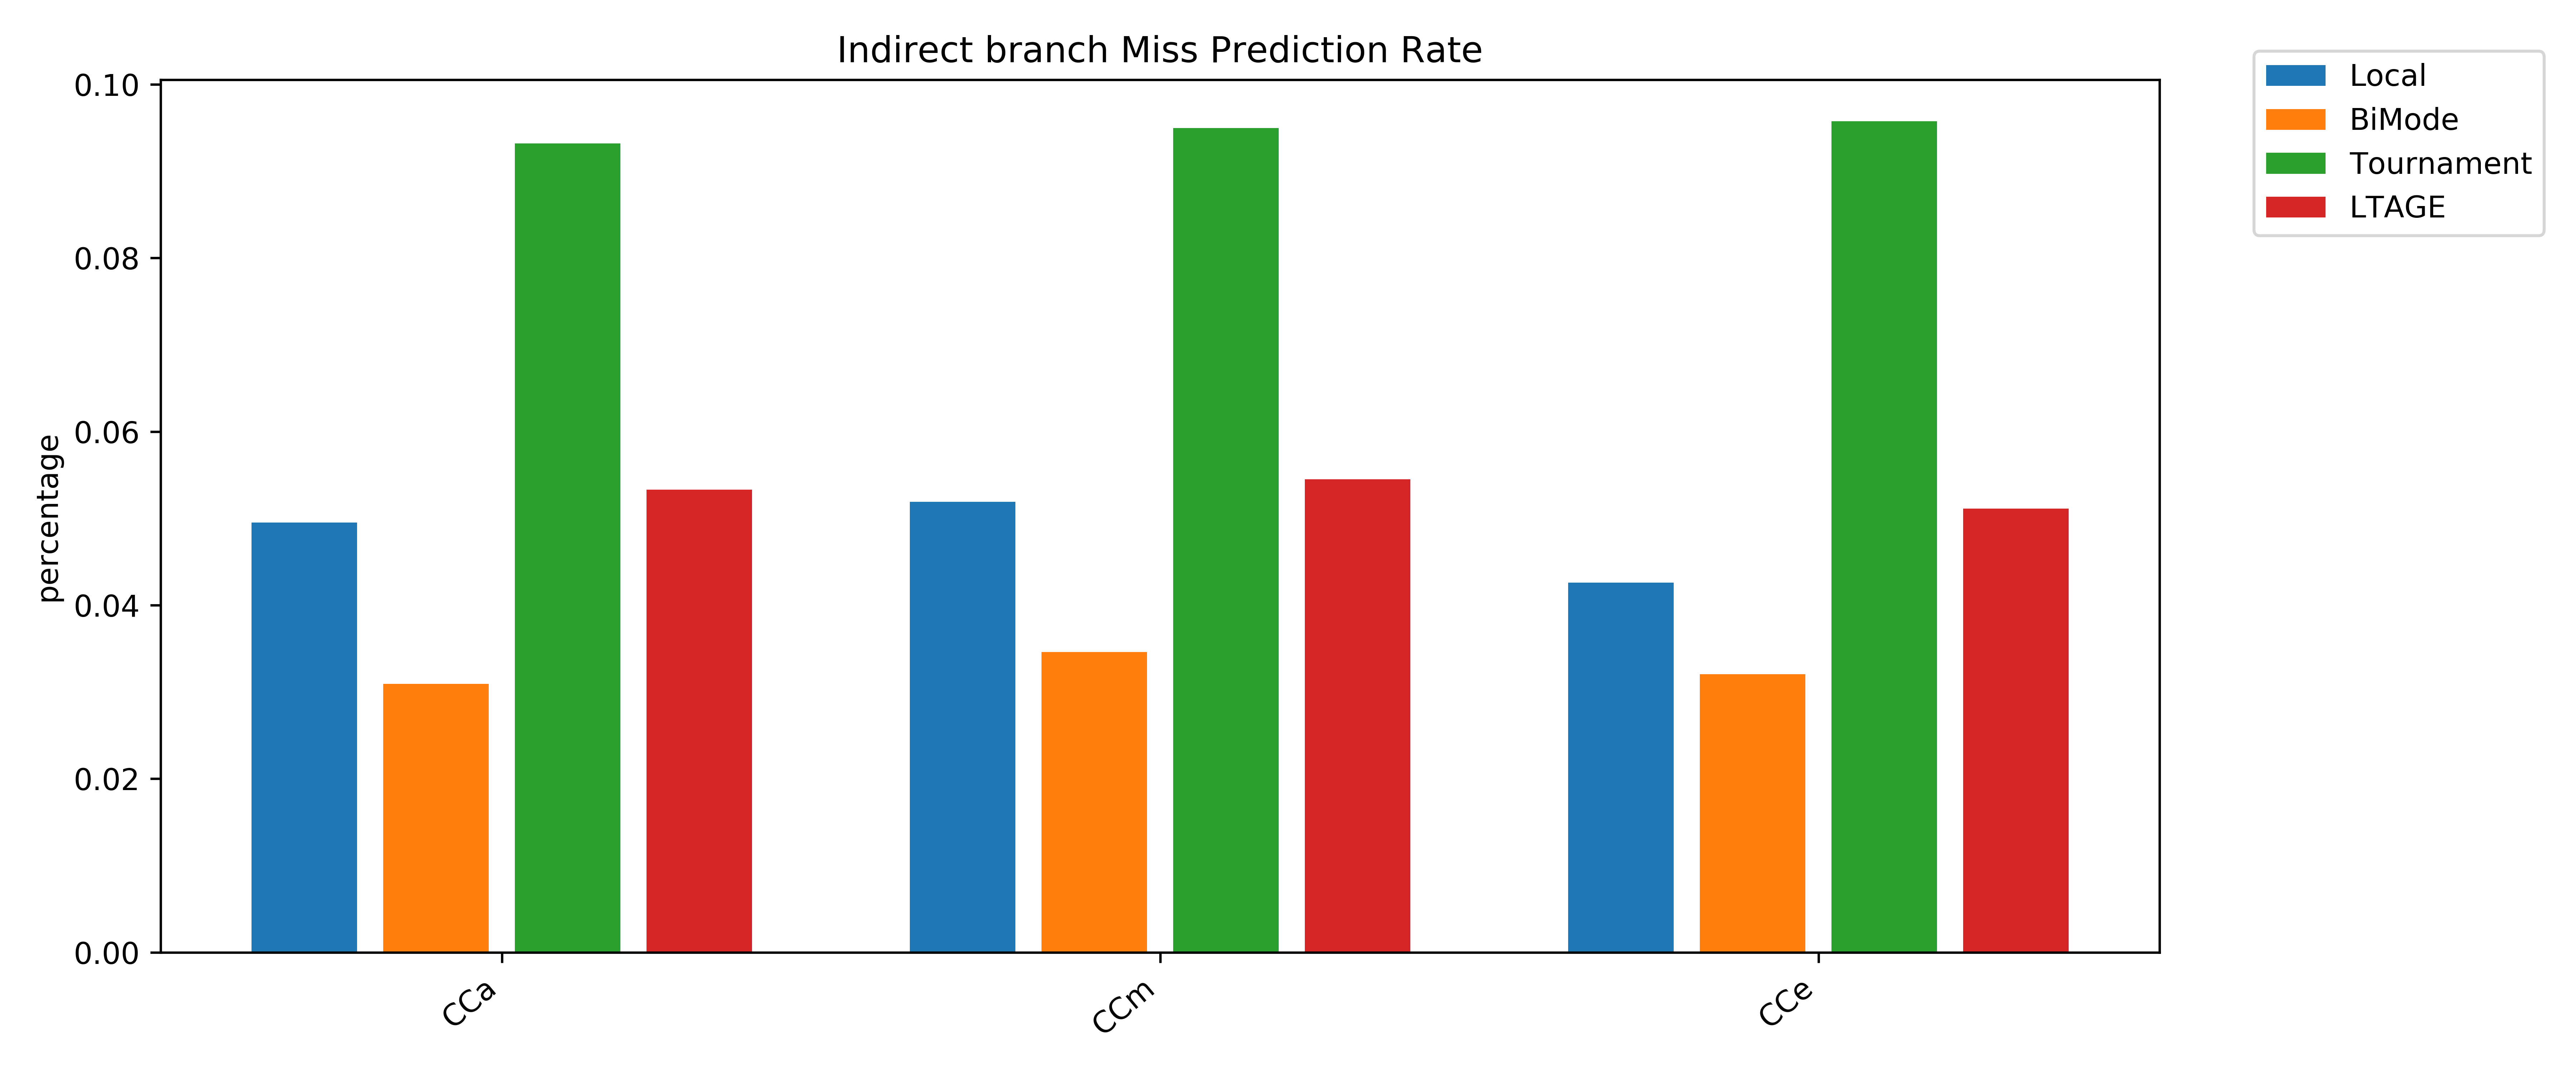 Indirect branch Miss Prediction Rate
Local
BiMode
Tournament
LTAGE
percentage
0.10
0.08
0.06
0.04
0.02
0.00
CCa
CCm
CCe